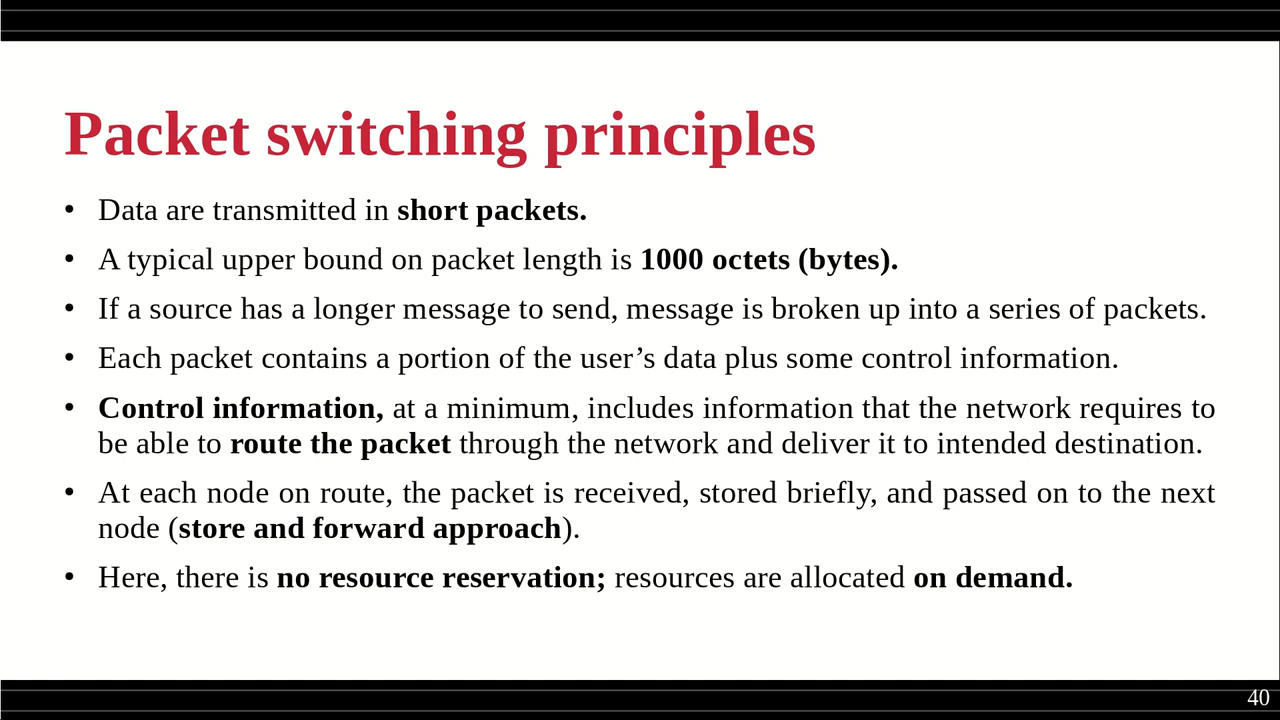 Packet switching principles
• Data are transmitted in short packets.
• A typical upper bound on packet length is 1000 octets (bytes).
• If a source has a longer message to send, message is broken up into a series of packets.
• Each packet contains a portion of the user’s data plus some control information.
• Control information, at a minimum, includes information that the network requires to
be able to route the packet through the network and deliver it to intended destination.
• At each node on route, the packet is received, stored briefly, and passed on to the next
node (store and forward approach).
• Here, there is no resource reservation; resources are allocated on demand.
40